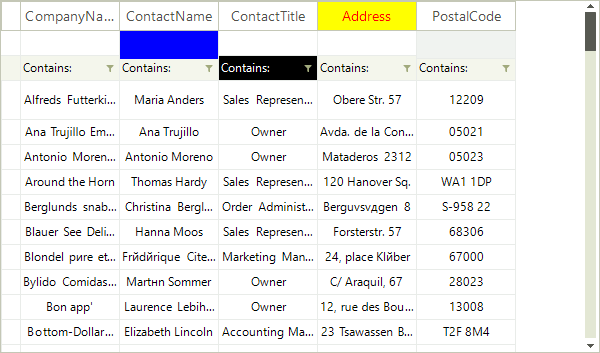 CompanyNa... ContactName ContactTitle Address PostalCode
Contains: Contains: Contains: Contains: Contains:
Alfreds Futterki... Maria Anders Sales Represen... Obere Str. 57 12209
Ana Trujillo Em... Ana Trujillo Owner Avda. de la Con... 05021
Antonio Moreno... Antonio Moreno Owner Mataderos 2312 05023
Around the Horn Thomas Hardy Sales Represen... 120 Hanover Sq. WA1 1DP
Berglunds snab... Christina Bergl... Order Administ... Berguvsvдgen 8 S-958 22
Blauer See Deli... Hanna Moos Sales Represen... Forsterstr. 57 68306
Blondel pиre et... Frйdйrique Cite... Marketing Man... 24, place Klйber 67000
Bylido Comidas... Martнn Sommer Owner C/ Araquil, 67 28023
Bon app' Laurence Lebih... Owner 12, rue des Bou... 13008
Bottom-Dollar... Elizabeth Lincoln Accounting Ma... 23 Tsawassen B... T2F 8M4